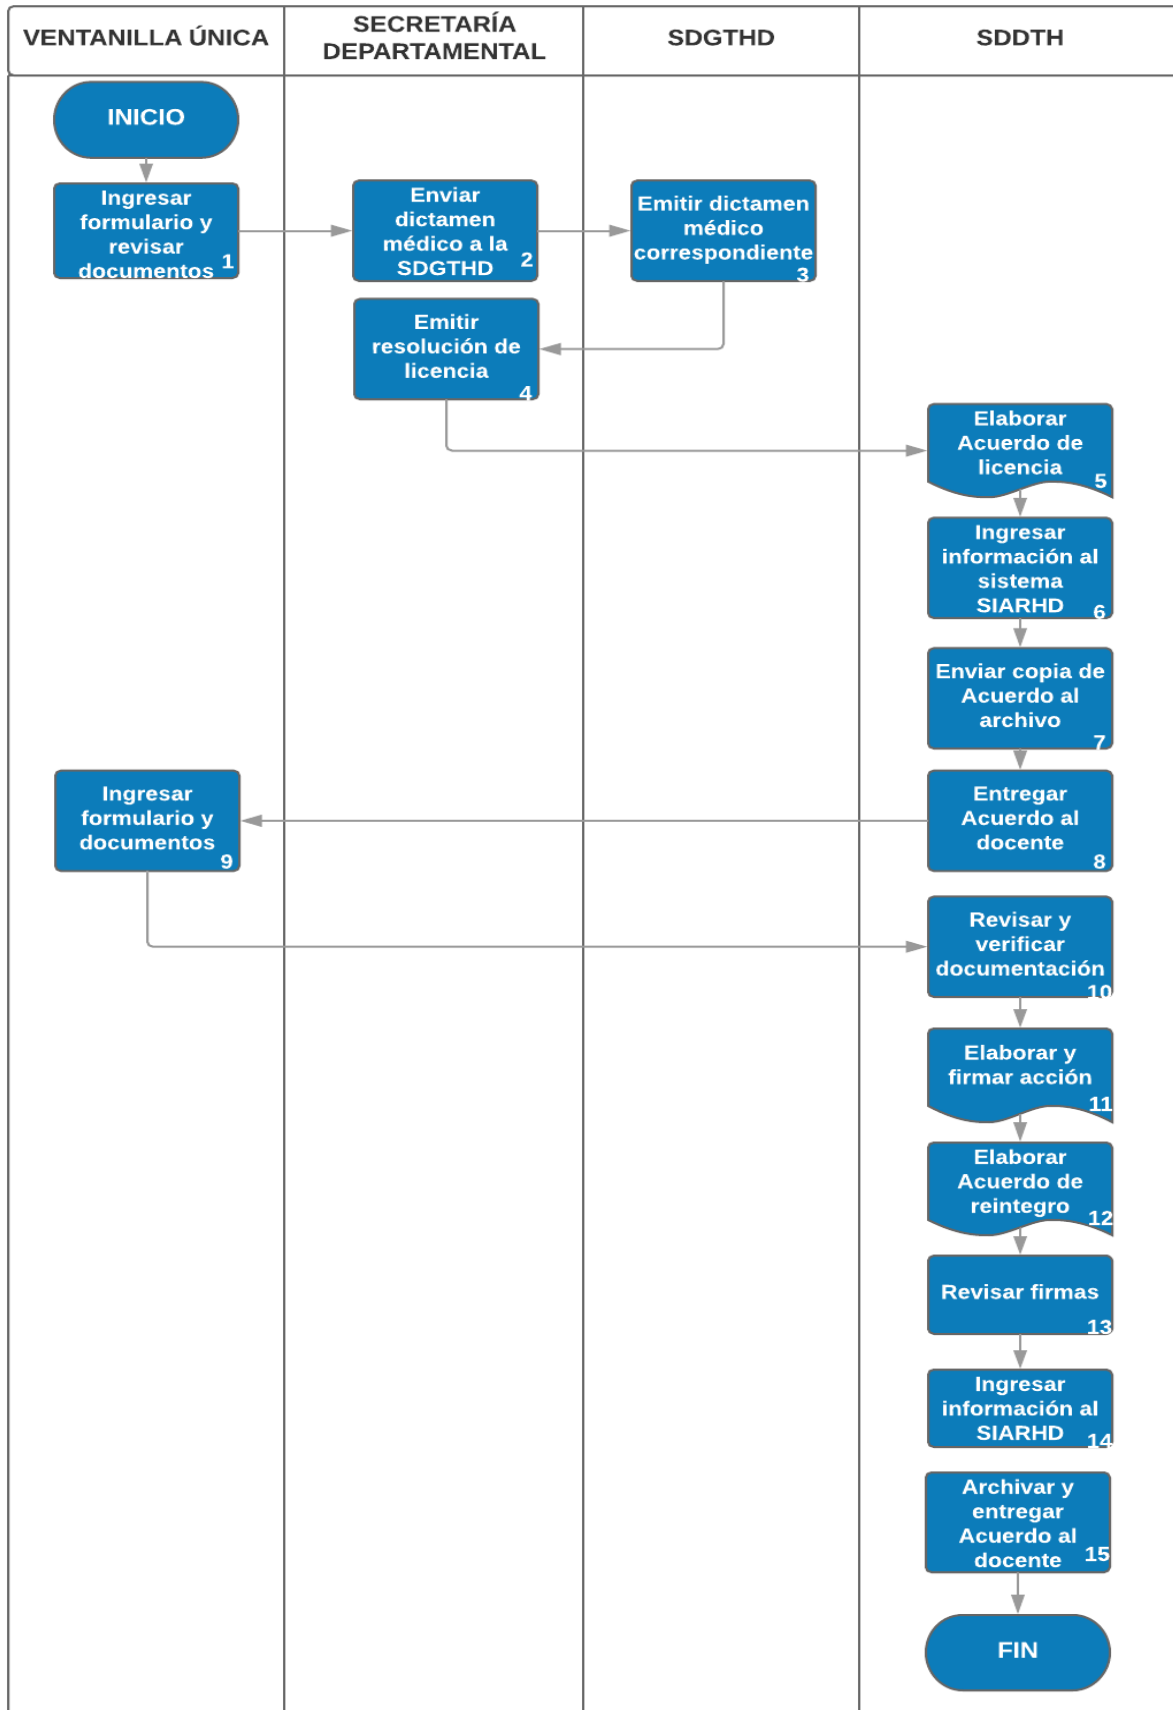 VENTANILLA ÚNICA
SECRETARÍA
DEPARTAMENTAL
SDGTHD
SDDTH
INICIO
Ingresar
formulario y
revisar
documentos
1
Enviar
dictamen
médico a la
SDGTHD
2
Emitir dictamen
médico
correspondiente
3
Emitir
resolución de
licencia
4
Elaborar
Acuerdo de
licencia
5
Ingresar
información al
sistema
SIARHD
6
Enviar copia de
Acuerdo al
archivo
7
Entregar
Acuerdo al
docente
8
Ingresar
formulario y
documentos
9
Revisar y
verificar
documentación
10
Elaborar y
firmar acción
11
Elaborar
Acuerdo de
reintegro
12
Revisar firmas
13
Ingresar
información al
SIARHD
14
Archivar y
entregar
Acuerdo al
docente
15
FIN